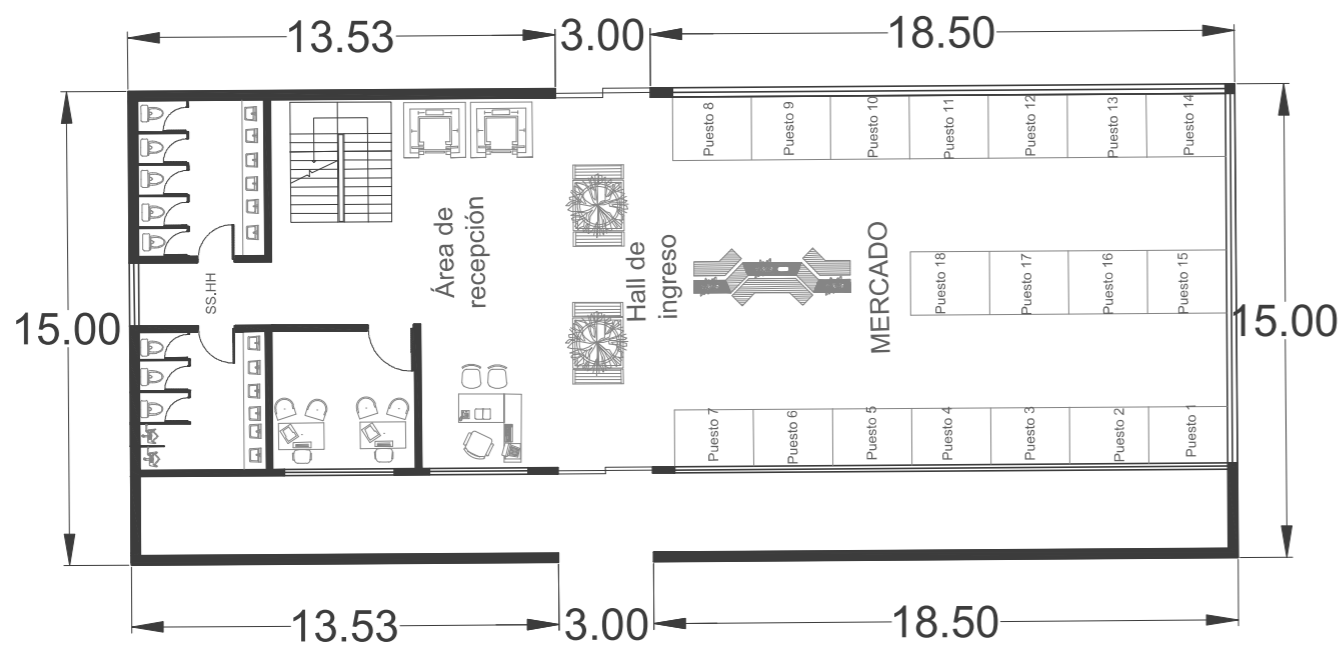 13.53
3.00
18.50
15.00
15.00
Puesto 8
Puesto 9
Puesto 10
Puesto 11
Puesto 12
Puesto 13
Puesto 14
Área de
recepción
Hall de
ingreso
MERCADO
SS.HH
Puesto 18
Puesto 17
Puesto 16
Puesto 15
Puesto 7
Puesto 6
Puesto 5
Puesto 4
Puesto 3
Puesto 2
Puesto 1
13.53
3.00
18.50